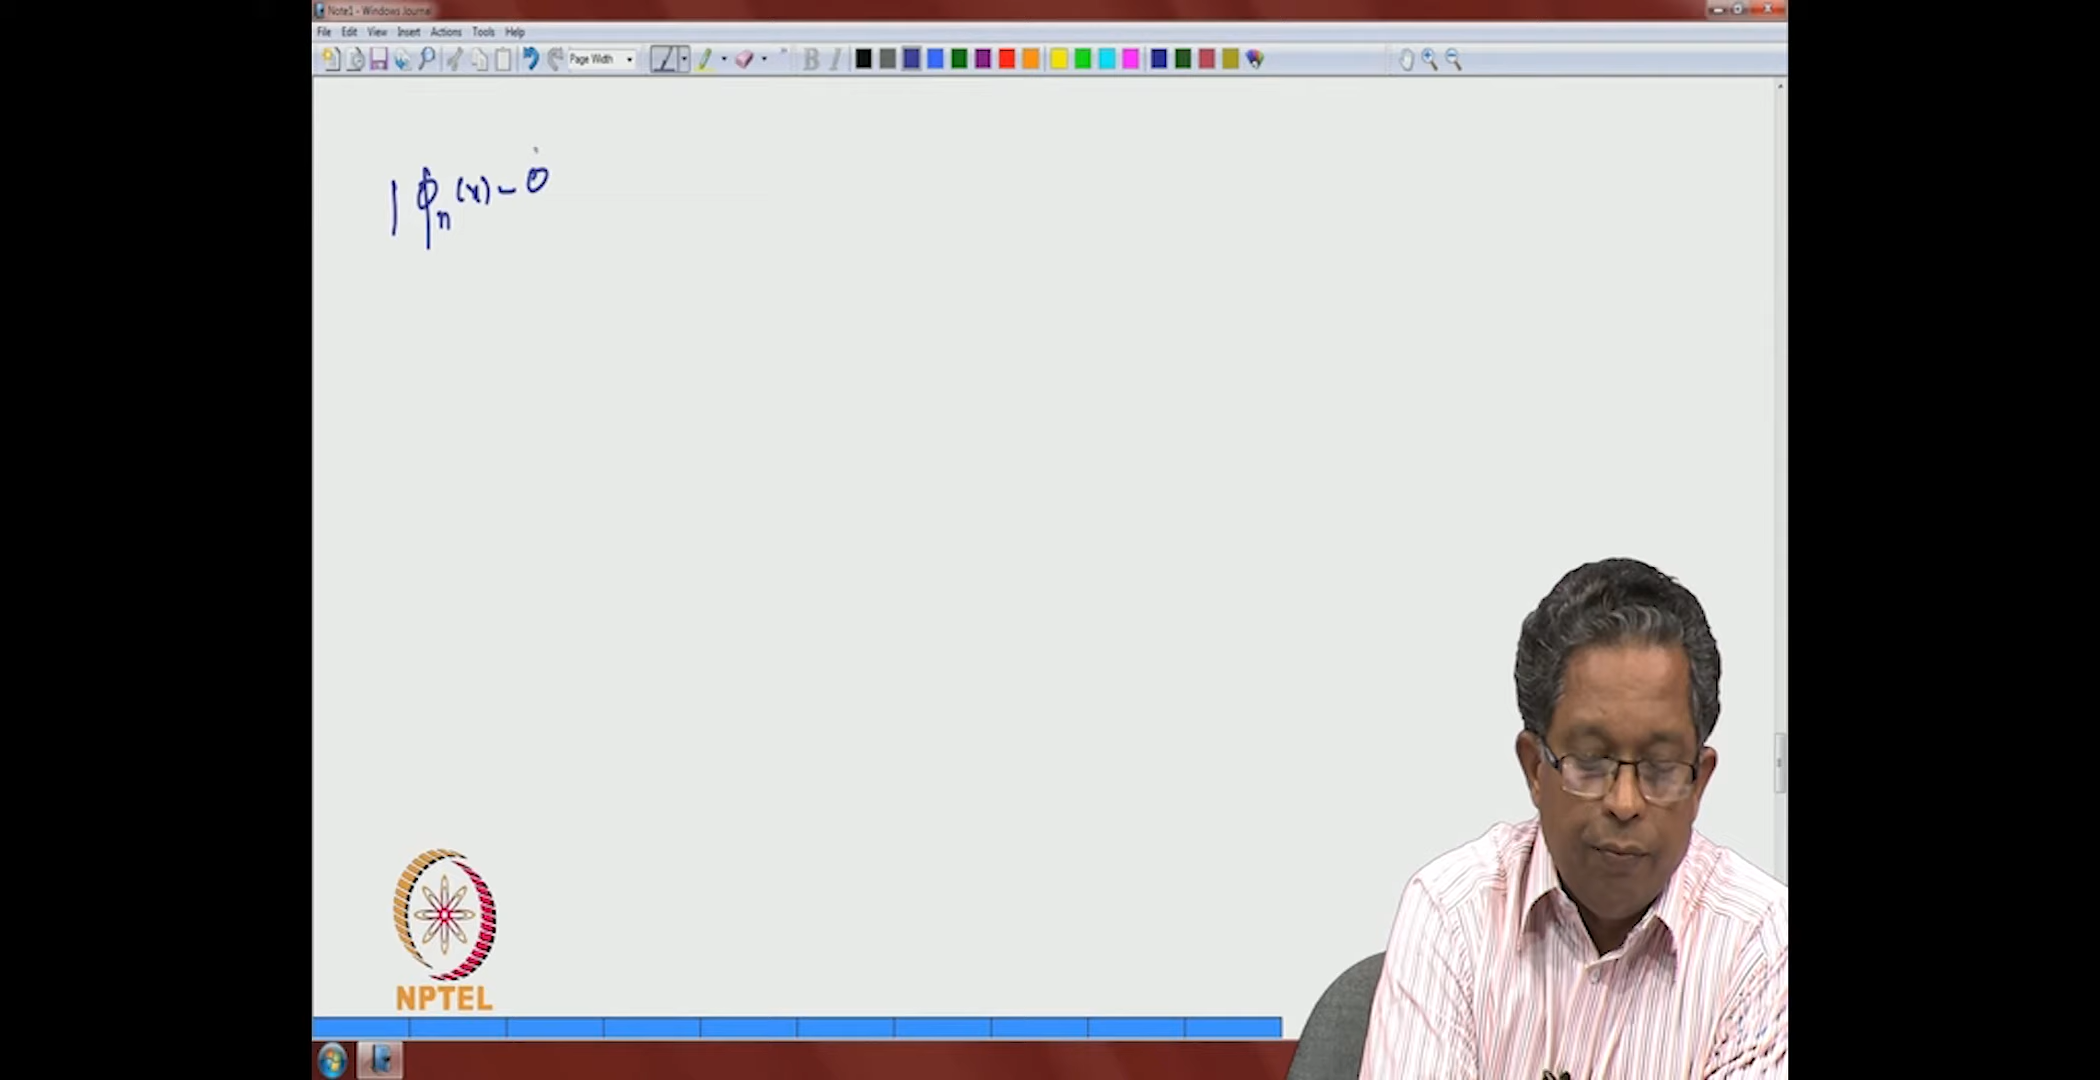 Note1 - Windows Journal
File Edit View Insert Actions Tools Help
Page Width
B I
| φₙ(x) - 0
NPTEL